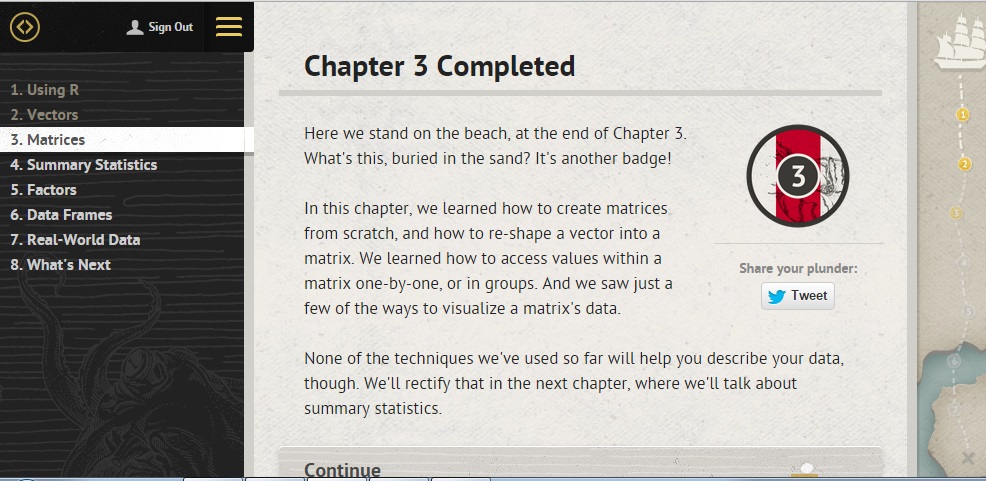 Sign Out
1. Using R
2. Vectors
3. Matrices
4. Summary Statistics
5. Factors
6. Data Frames
7. Real-World Data
8. What's Next
Chapter 3 Completed
Here we stand on the beach, at the end of Chapter 3.
What's this, buried in the sand? It's another badge!
In this chapter, we learned how to create matrices
from scratch, and how to re-shape a vector into a
matrix. We learned how to access values within a
matrix one-by-one, or in groups. And we saw just a
few of the ways to visualize a matrix's data.
None of the techniques we've used so far will help you describe your data,
though. We'll rectify that in the next chapter, where we'll talk about
summary statistics.
Continue
3
Share your plunder:
Tweet
1
2
3
4
5
6
7